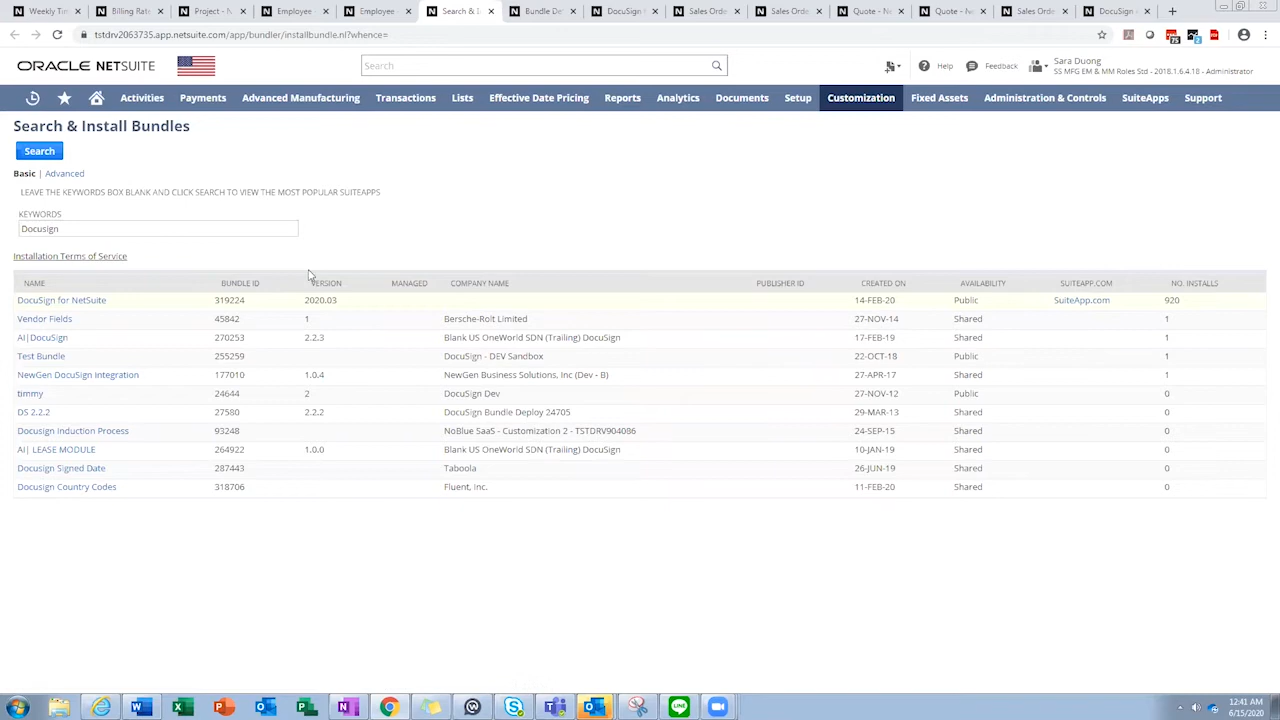 Weekly Tim
Billing Rate
Project - N
Employee
Employee
Search & I
Bundle De
DocuSign
Sales Orde
Sales Orde
Quote - Ne
Quote - Ne
Sales Orde
DocuSign
tstdrv2063735.app.netsuite.com/app/bundler/installbundle.nl?whence=
ORACLE NETSUITE
Search
Help
Feedback
Sara Duong
SS MFG EM & MM Roles Std - 2018.1.6.4.18 - Administrator
Activities Payments Advanced Manufacturing Transactions Lists Effective Date Pricing Reports Analytics Documents Setup Customization Fixed Assets Administration & Controls SuiteApps Support
Search & Install Bundles
Search
Basic | Advanced
LEAVE THE KEYWORDS BOX BLANK AND CLICK SEARCH TO VIEW THE MOST POPULAR SUITEAPPS
KEYWORDS
Docusign
Installation Terms of Service
NAME BUNDLE ID VERSION MANAGED COMPANY NAME PUBLISHER ID CREATED ON AVAILABILITY SUITEAPP.COM NO. INSTALLS
DocuSign for NetSuite 319224 2020.03 14-FEB-20 Public SuiteApp.com 920
Vendor Fields 45842 1 Bersche-Rolt Limited 27-NOV-14 Shared 1
AI|DocuSign 270253 2.2.3 Blank US OneWorld SDN (Trailing) DocuSign 17-FEB-19 Shared 1
Test Bundle 255259 DocuSign - DEV Sandbox 22-OCT-18 Public 1
NewGen DocuSign Integration 177010 1.0.4 NewGen Business Solutions, Inc (Dev - B) 27-APR-17 Shared 1
timmy 24644 2 DocuSign Dev 27-NOV-12 Public 0
DS 2.2.2 27580 2.2.2 DocuSign Bundle Deploy 24705 29-MAR-13 Shared 0
Docusign Induction Process 93248 NoBlue SaaS - Customization 2 - TSTDRV904086 24-SEP-15 Shared 0
AI| LEASE MODULE 264922 1.0.0 Blank US OneWorld SDN (Trailing) DocuSign 10-JAN-19 Shared 0
Docusign Signed Date 287443 Taboola 26-JUN-19 Shared 0
Docusign Country Codes 318706 Fluent, Inc. 11-FEB-20 Shared 0
12:41 AM
6/15/2020